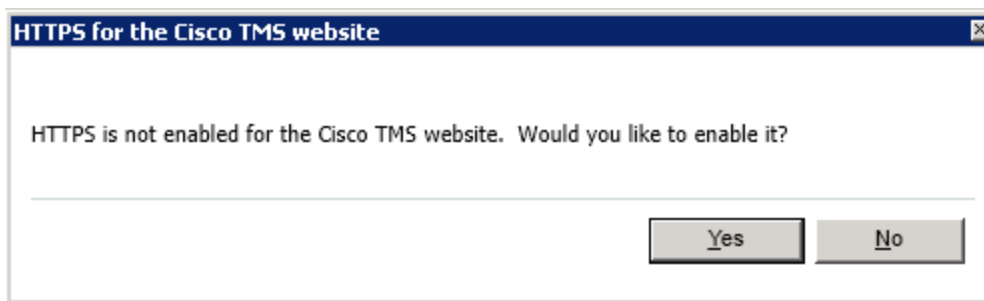 HTTPS for the Cisco TMS website
HTTPS is not enabled for the Cisco TMS website.  Would you like to enable it?
Yes
No